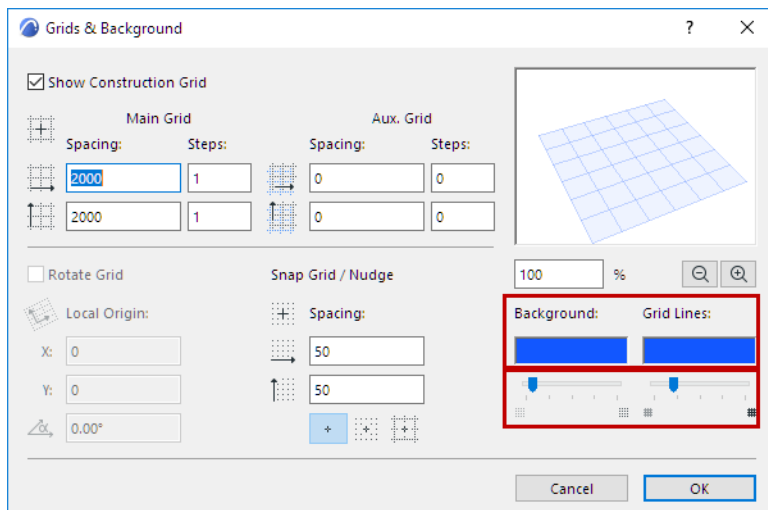 Grids & Background
?
Show Construction Grid
Main Grid
Aux. Grid
Spacing:
Steps:
Spacing:
Steps:
2000
1
0
0
2000
1
0
0
Rotate Grid
Snap Grid / Nudge
100
%
Local Origin:
Spacing:
Background:
Grid Lines:
X:
0
50
Y:
0
50
α
0.00°
Cancel
OK